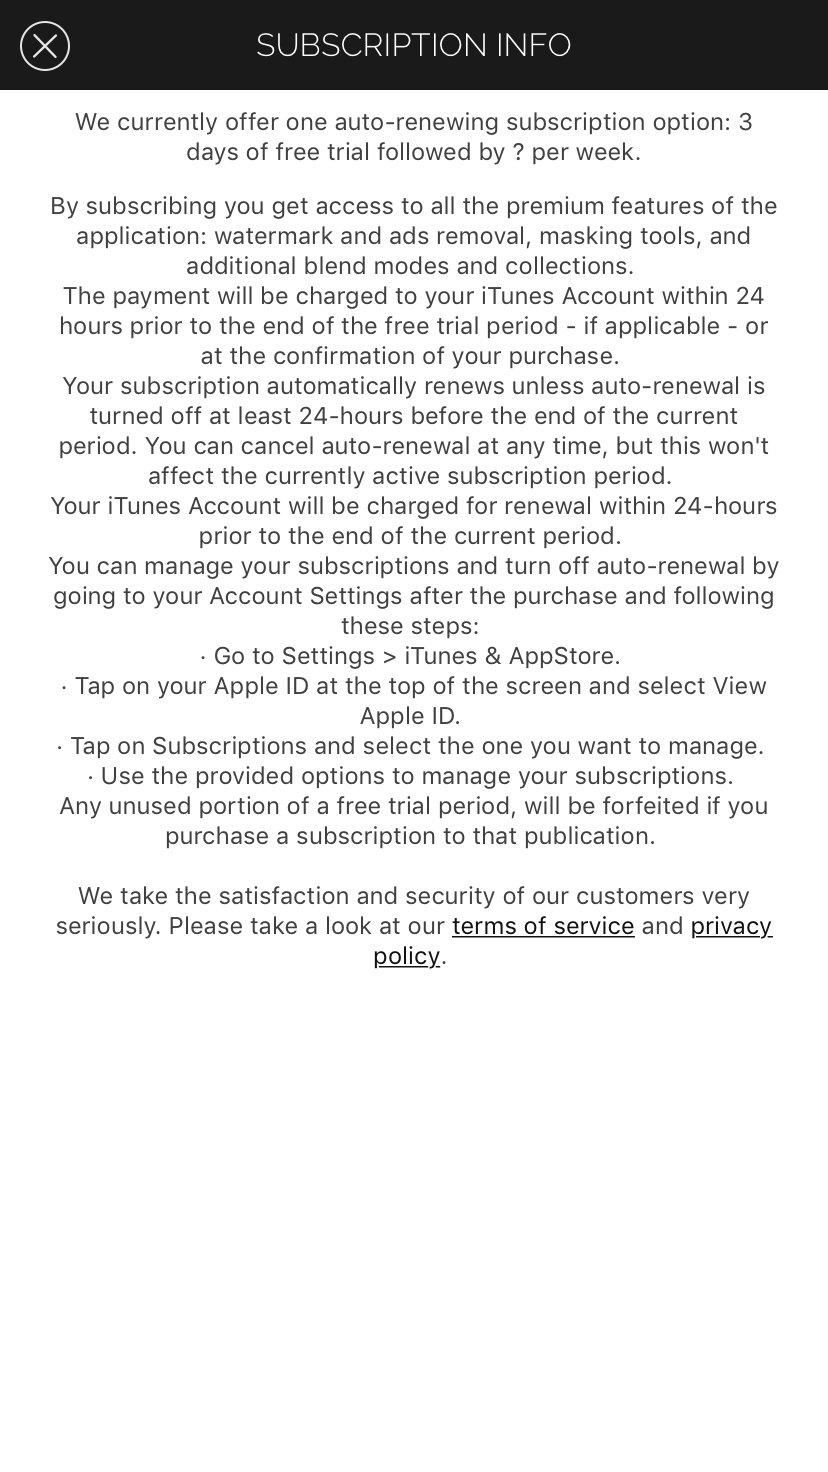 SUBSCRIPTION INFO
We currently offer one auto-renewing subscription option: 3
days of free trial followed by ? per week.
By subscribing you get access to all the premium features of the
application: watermark and ads removal, masking tools, and
additional blend modes and collections.
The payment will be charged to your iTunes Account within 24
hours prior to the end of the free trial period - if applicable - or
at the confirmation of your purchase.
Your subscription automatically renews unless auto-renewal is
turned off at least 24-hours before the end of the current
period. You can cancel auto-renewal at any time, but this won't
affect the currently active subscription period.
Your iTunes Account will be charged for renewal within 24-hours
prior to the end of the current period.
You can manage your subscriptions and turn off auto-renewal by
going to your Account Settings after the purchase and following
these steps:
· Go to Settings > iTunes & AppStore.
· Tap on your Apple ID at the top of the screen and select View
Apple ID.
· Tap on Subscriptions and select the one you want to manage.
· Use the provided options to manage your subscriptions.
Any unused portion of a free trial period, will be forfeited if you
purchase a subscription to that publication.
We take the satisfaction and security of our customers very
seriously. Please take a look at our terms of service and privacy
policy.